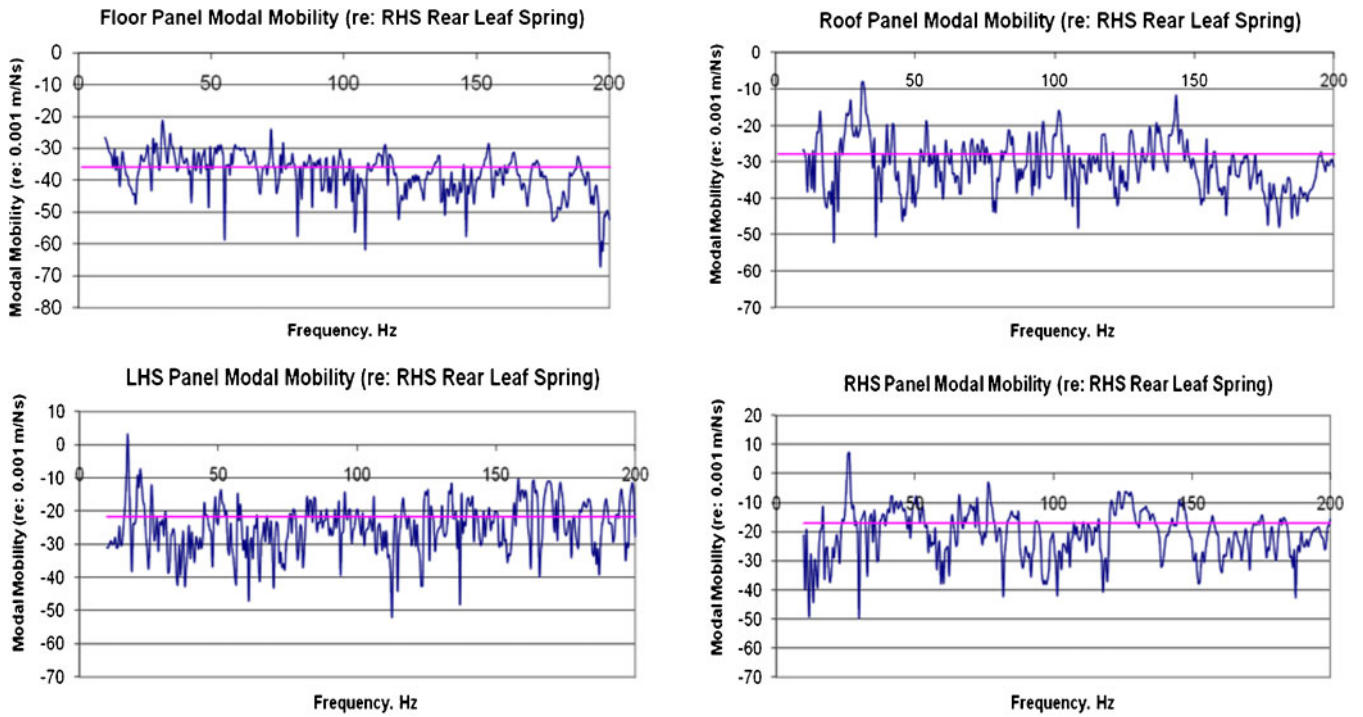 Floor Panel Modal Mobility (re: RHS Rear Leaf Spring)
Modal Mobility (re: 0.001 m/Ns)
0
-10
-20
-30
-40
-50
-60
-70
-80
0 50 100 150 200
Frequency. Hz
Roof Panel Modal Mobility (re: RHS Rear Leaf Spring)
Modal Mobility (re: 0.001 m/Ns)
0
-10
-20
-30
-40
-50
-60
-70
0 50 100 150 200
Frequency. Hz
LHS Panel Modal Mobility (re: RHS Rear Leaf Spring)
Modal Mobility (re: 0.001 m/Ns)
10
0
-10
-20
-30
-40
-50
-60
-70
0 50 100 150 200
Frequency. Hz
RHS Panel Modal Mobility (re: RHS Rear Leaf Spring)
Modal Mobility (re: 0.001 m/Ns)
20
10
0
-10
-20
-30
-40
-50
-60
-70
0 50 100 150 200
Frequency. Hz